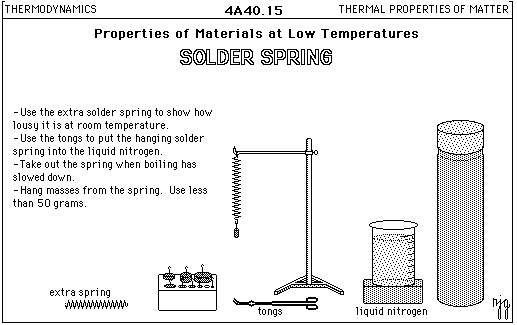 THERMODYNAMICS 4A40.15 THERMAL PROPERTIES OF MATTER
Properties of Materials at Low Temperatures
SOLDER SPRING
-Use the extra solder spring to show how
lousy it is at room temperature.
-Use the tongs to put the hanging solder
spring into the liquid nitrogen.
-Take out the spring when boiling has
slowed down.
-Hang masses from the spring. Use less
than 50 grams.
extra spring
tongs
liquid nitrogen